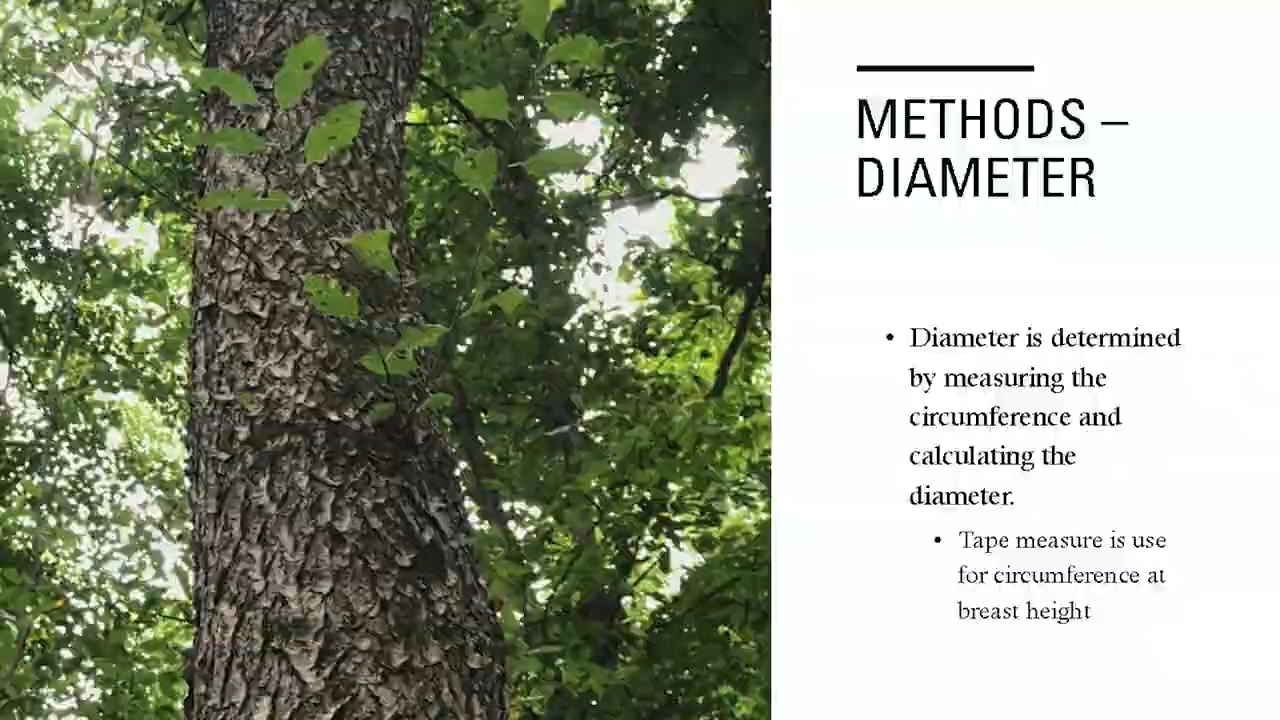 METHODS –
DIAMETER
• Diameter is determined
by measuring the
circumference and
calculating the
diameter.
• Tape measure is use
for circumference at
breast height